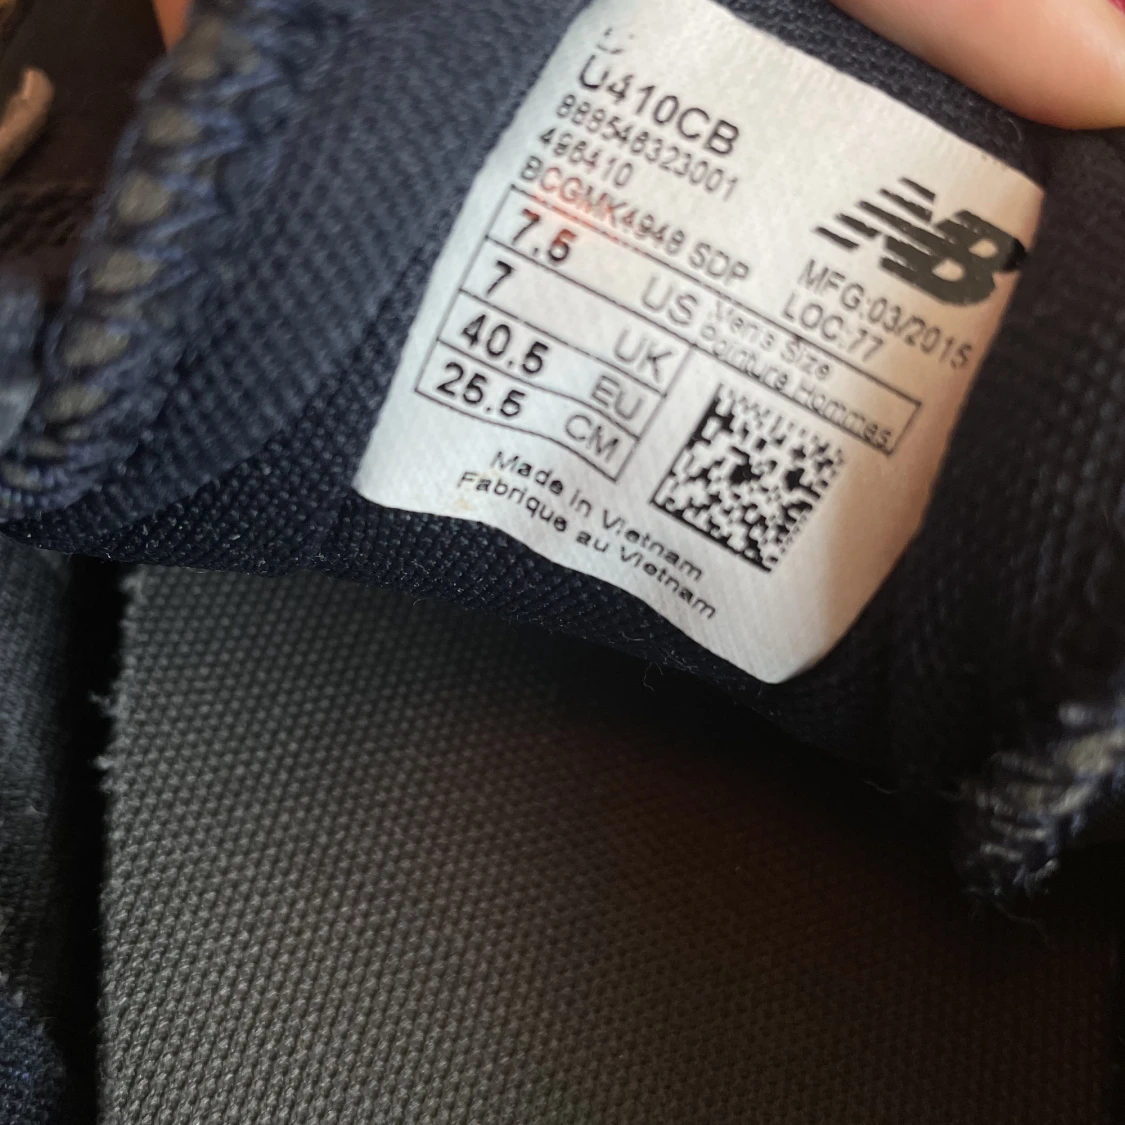 D
U410CB
888546323001
496410
BCGMK4948 SDP
NB
MFG:03/2015
LOC:77
7.5 US Men's Size
Pointure Hommes
7 UK
40.5 EU
25.5 CM
Made in Vietnam
Fabriqué au Vietnam